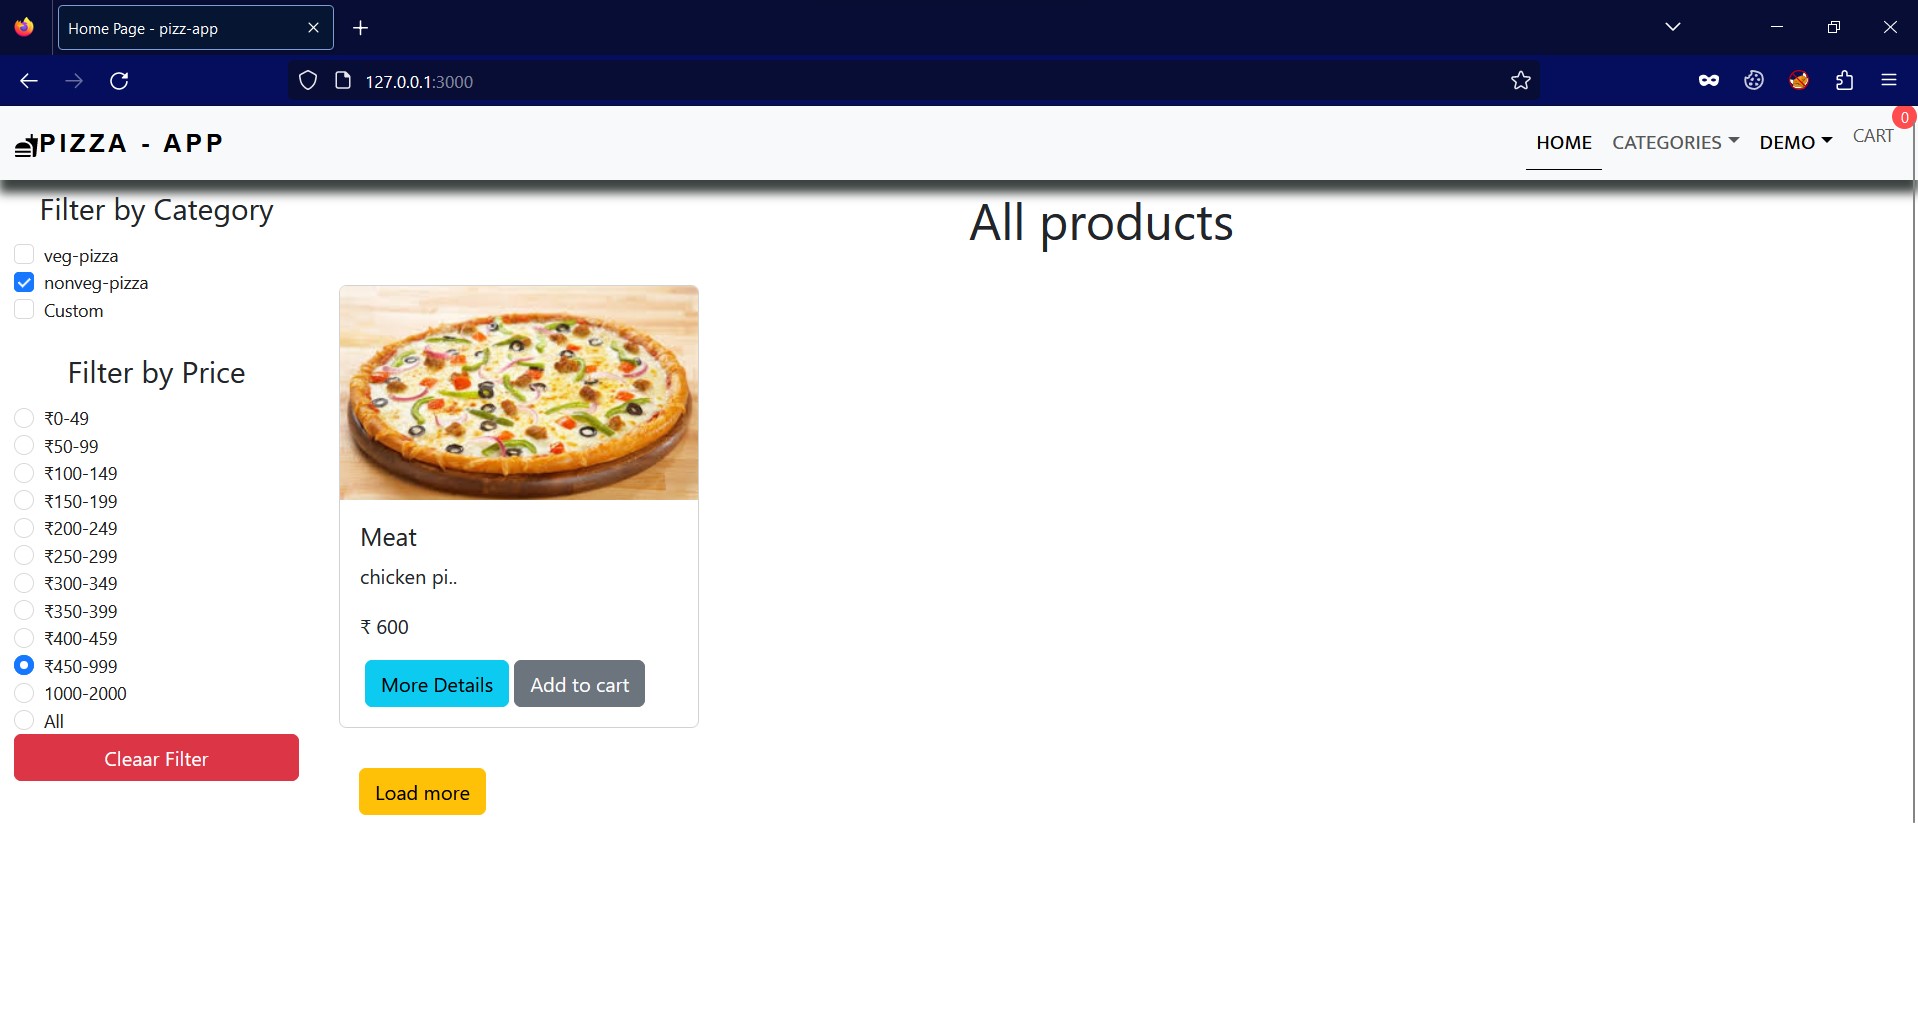 Home Page - pizz-app
127.0.0.1:3000
PIZZA - APP
HOME CATEGORIES DEMO CART 0
Filter by Category
veg-pizza
nonveg-pizza
Custom
Filter by Price
₹0-49
₹50-99
₹100-149
₹150-199
₹200-249
₹250-299
₹300-349
₹350-399
₹400-459
₹450-999
1000-2000
All
Cleaar Filter
All products
Meat
chicken pi..
₹ 600
More Details Add to cart
Load more